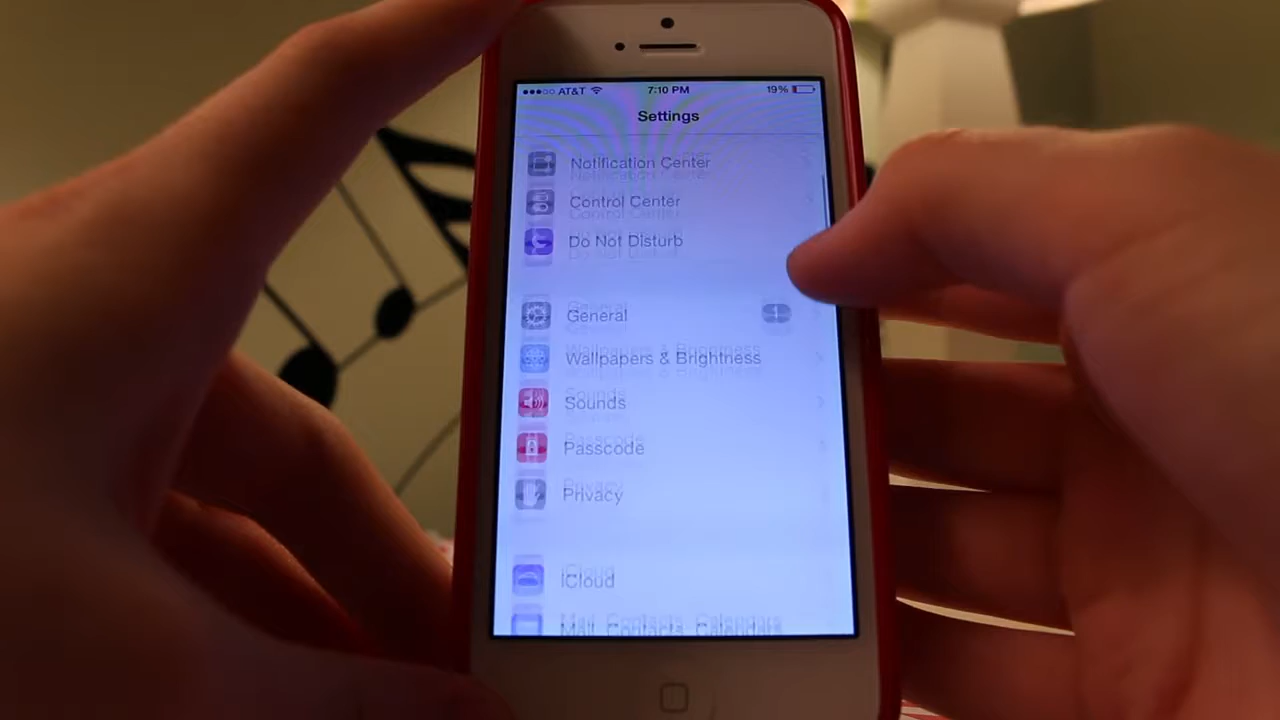 AT&T 7:10 PM 19%
Settings
Notification Center
Control Center
Do Not Disturb
General 1
Wallpapers & Brightness
Sounds
Passcode
Privacy
iCloud
Mail, Contacts, Calendars